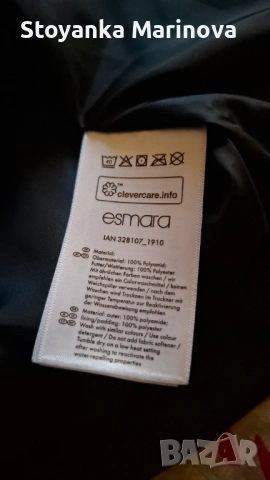 Stoyanka Marinova
clevercare.info
esmara
IAN 328107_1910
Material:
Obermaterial: 100% Polyamid;
Futter/Wattierung: 100% Polyester
Mit ähnlichen Farben waschen / wir
empfehlen ein Colorwaschmittel / keinen
Weichspüler verwenden / nach dem
Waschen wird Trocknen im Trockner mit
geringer Temperatur zur Reaktivierung
der Wasserabweisung empfohlen
Material: outer: 100% polyamide;
lining/padding: 100% polyester
Wash with similar colours / Use colour
detergent / Do not add fabric softener /
Tumble dry on a low heat setting
after washing to reactivate the
water-repelling properties
BAZAR